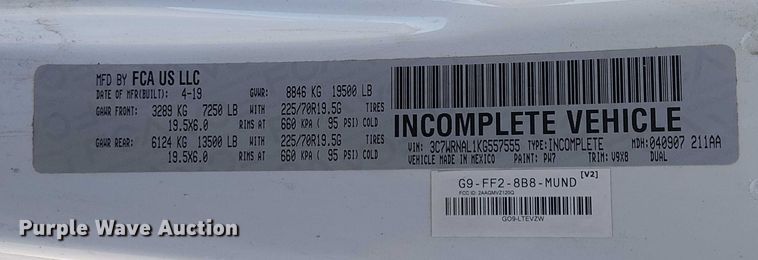 MFD BY FCA US LLC
DATE OF MFR(BUILT): 4-19 GVWR: 8846 KG 19500 LB
GAWR FRONT: 3289 KG 7250 LB WITH 225/70R19.5G TIRES
19.5X6.0 RIMS AT 660 KPA ( 95 PSI) COLD
GAWR REAR: 6124 KG 13500 LB WITH 225/70R19.5G TIRES
19.5X6.0 RIMS AT 660 KPA ( 95 PSI) COLD
INCOMPLETE VEHICLE
VIN: 3C7WRNAL1KG557555 TYPE: INCOMPLETE MDH: 040907 211AA
VEHICLE MADE IN MEXICO PAINT: PW7 TRIM: V9X8 DUAL
G9-FF2-8B8-MUND [V2]
FCC ID: 2AAGMVZ120Q
GO9-LTEVZW
Purple Wave Auction